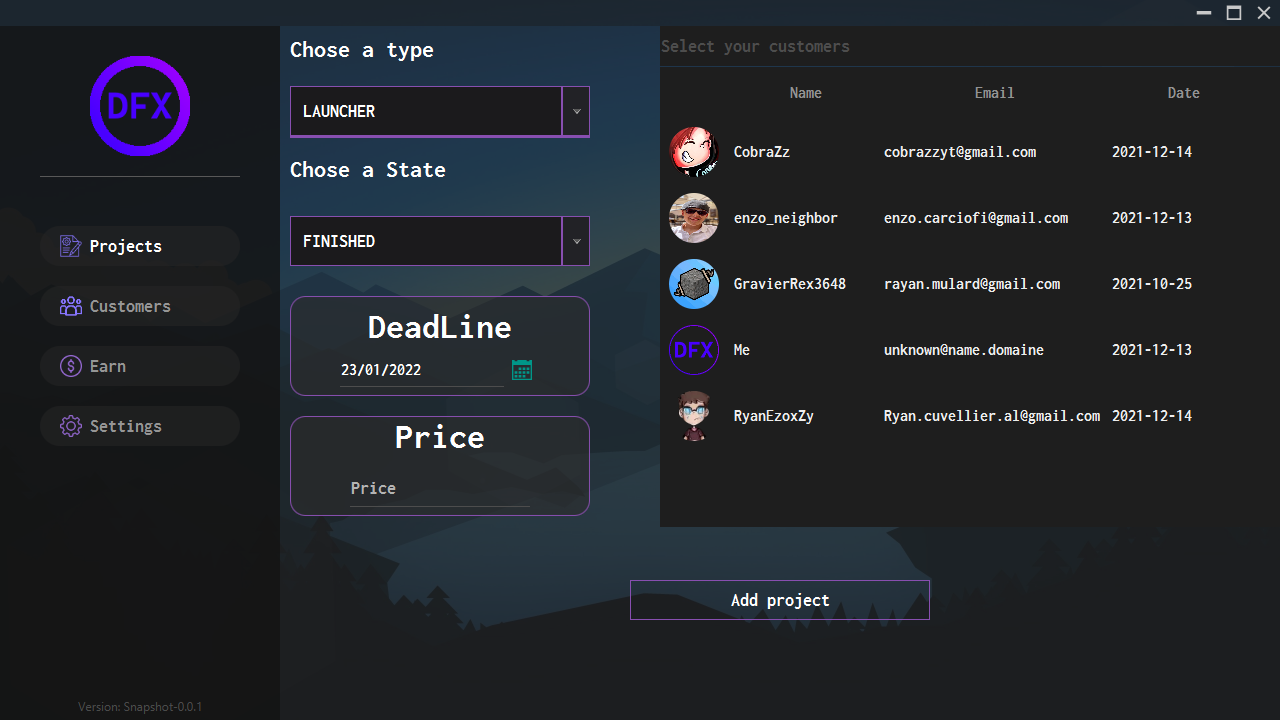 DFX
Projects
Customers
Earn
Settings
Version: Snapshot-0.0.1
Chose a type
LAUNCHER
Chose a State
FINISHED
DeadLine
23/01/2022
Price
Price
Select your customers
Name Email Date
CobraZz cobrazzyt@gmail.com 2021-12-14
enzo_neighbor enzo.carciofi@gmail.com 2021-12-13
GravierRex3648 rayan.mulard@gmail.com 2021-10-25
DFX Me unknown@name.domaine 2021-12-13
RyanEzoxZy Ryan.cuvellier.al@gmail.com 2021-12-14
Add project